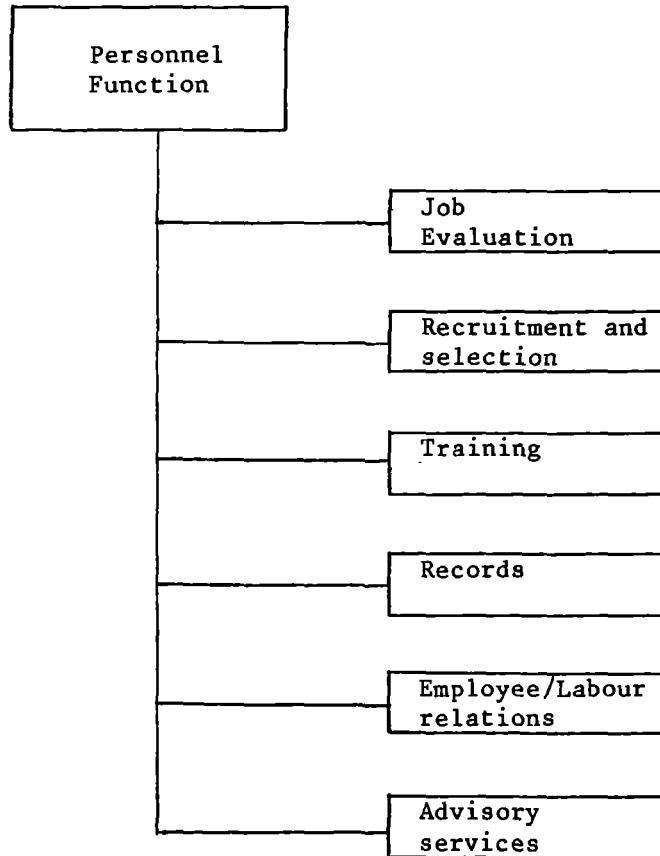 Personnel
Function
Job
Evaluation
Recruitment and
selection
Training
Records
Employee/Labour
relations
Advisory
services